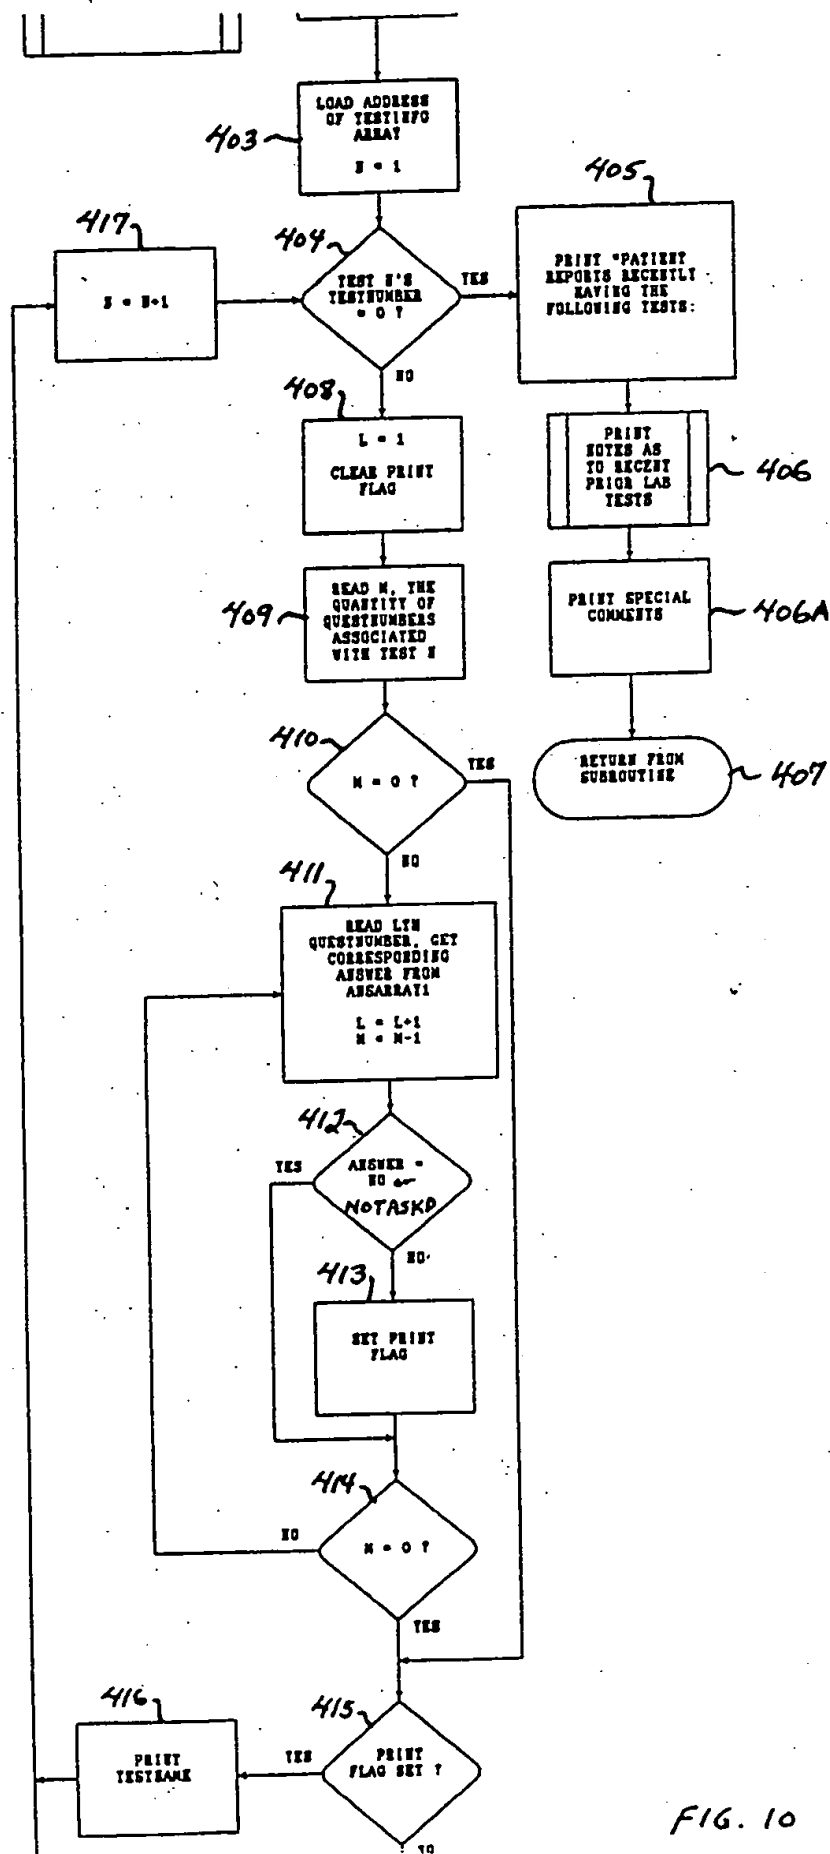 LOAD ADDRESS
OF TESTINFO
ARRAY
N = 1
403
405
417
N = N+1
404
TEST N'S
TESTNUMBER
= 0 ?
YES
PRINT "PATIENT
REPORTS RECENTLY
HAVING THE
FOLLOWING TESTS:
NO
408
L = 1
CLEAR PRINT
FLAG
PRINT
NOTES AS
TO RECENT
PRIOR LAB
TESTS
406
409
READ M, THE
QUANTITY OF
QUESTNUMBERS
ASSOCIATED
WITH TEST N
PRINT SPECIAL
COMMENTS
406A
410
M = 0 ?
YES
NO
RETURN FROM
SUBROUTINE
407
411
READ LTH
QUESTNUMBER, GET
CORRESPONDING
ANSWER FROM
ANSARRAY1
L = L+1
M = M-1
412
YES
ANSWER =
NO or
NOTASKD
NO
413
SET PRINT
FLAG
414
NO
M = 0 ?
YES
416
PRINT
TESTNAME
415
YES
PRINT
FLAG SET ?
FIG. 10